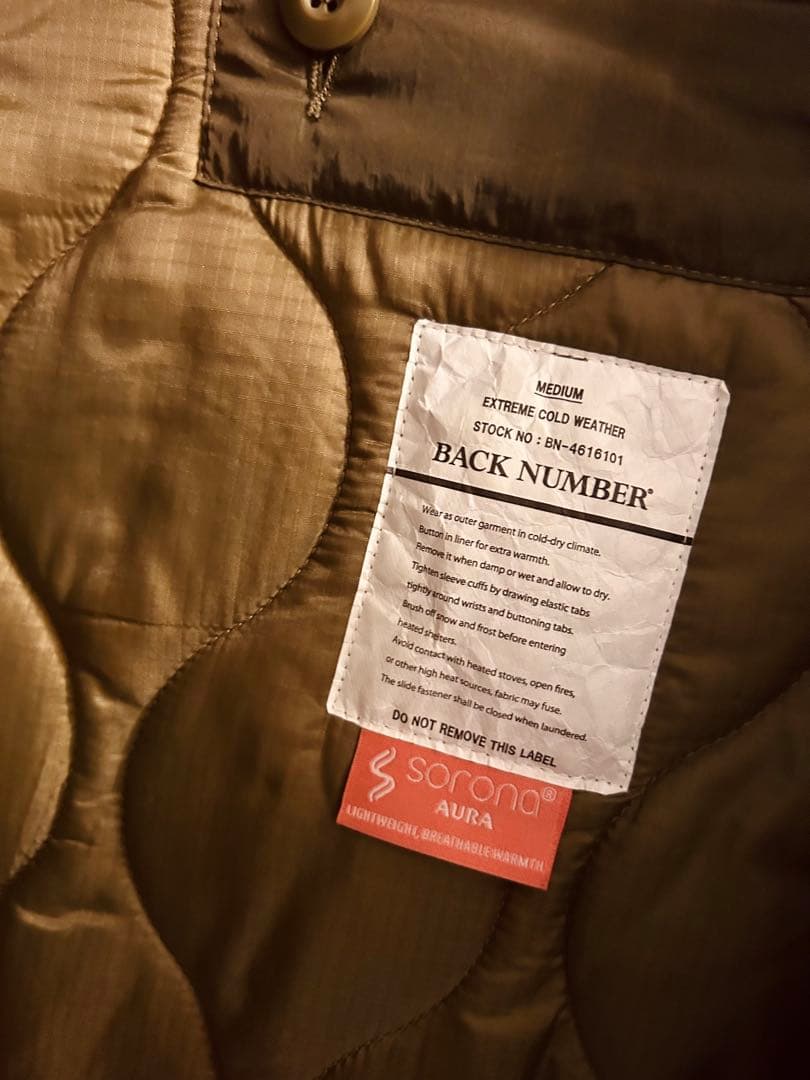 MEDIUM
EXTREME COLD WEATHER
STOCK NO : BN-4616101
BACK NUMBER®
Wear as outer garment in cold-dry climate.
Button in liner for extra warmth.
Remove it when damp or wet and allow to dry.
Tighten sleeve cuffs by drawing elastic tabs
tightly around wrists and buttoning tabs.
Brush off snow and frost before entering
heated shelters.
Avoid contact with heated stoves, open fires,
or other high heat sources, fabric may fuse.
The slide fastener shall be closed when laundered.
DO NOT REMOVE THIS LABEL
sorona®
AURA
LIGHTWEIGHT, BREATHABLE WARMTH